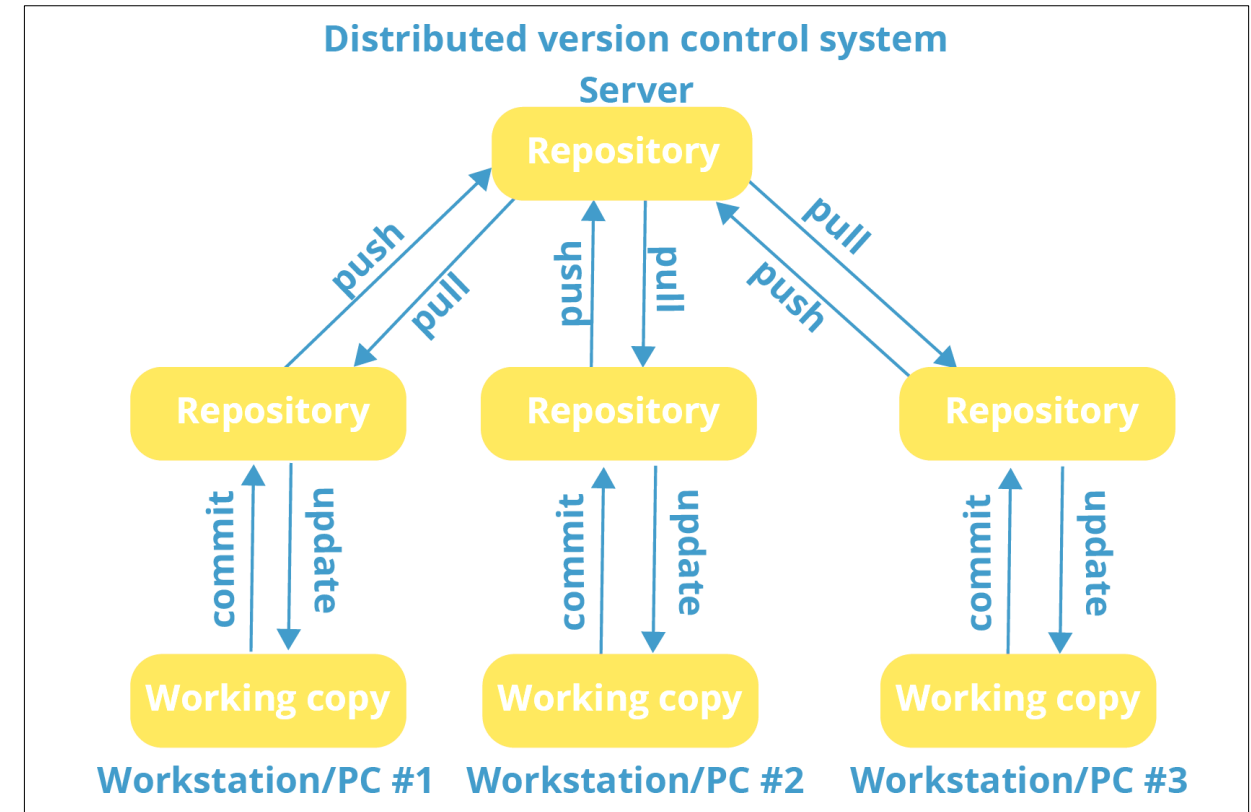 Distributed version control system
Server
Repository
push
pull
push
pull
push
pull
Repository
Repository
Repository
commit
update
commit
update
commit
update
Working copy
Working copy
Working copy
Workstation/PC #1
Workstation/PC #2
Workstation/PC #3